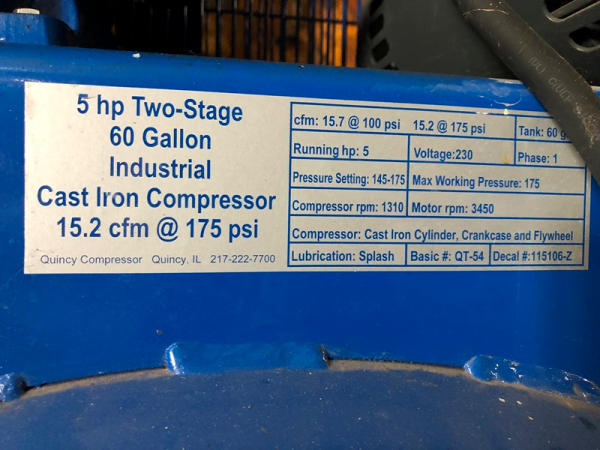 5 hp Two-Stage
60 Gallon
Industrial
Cast Iron Compressor
15.2 cfm @ 175 psi
Quincy Compressor Quincy, IL 217-222-7700
cfm: 15.7 @ 100 psi 15.2 @ 175 psi Tank: 60
Running hp: 5 Voltage:230 Phase: 1
Pressure Setting: 145-175 Max Working Pressure: 175
Compressor rpm: 1310 Motor rpm: 3450
Compressor: Cast Iron Cylinder, Crankcase and Flywheel
Lubrication: Splash Basic #: QT-54 Decal #:115106-Z